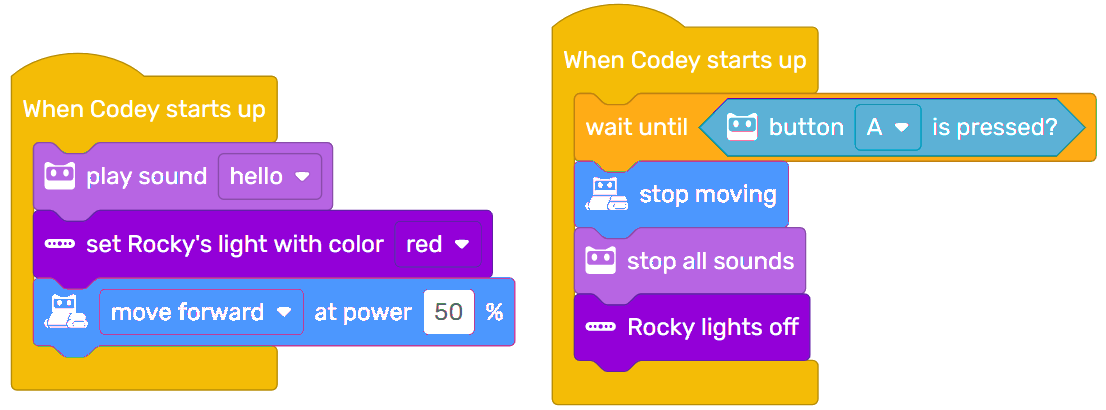 When Codey starts up
play sound hello
set Rocky's light with color red
move forward at power 50 %
When Codey starts up
wait until button A is pressed?
stop moving
stop all sounds
Rocky lights off